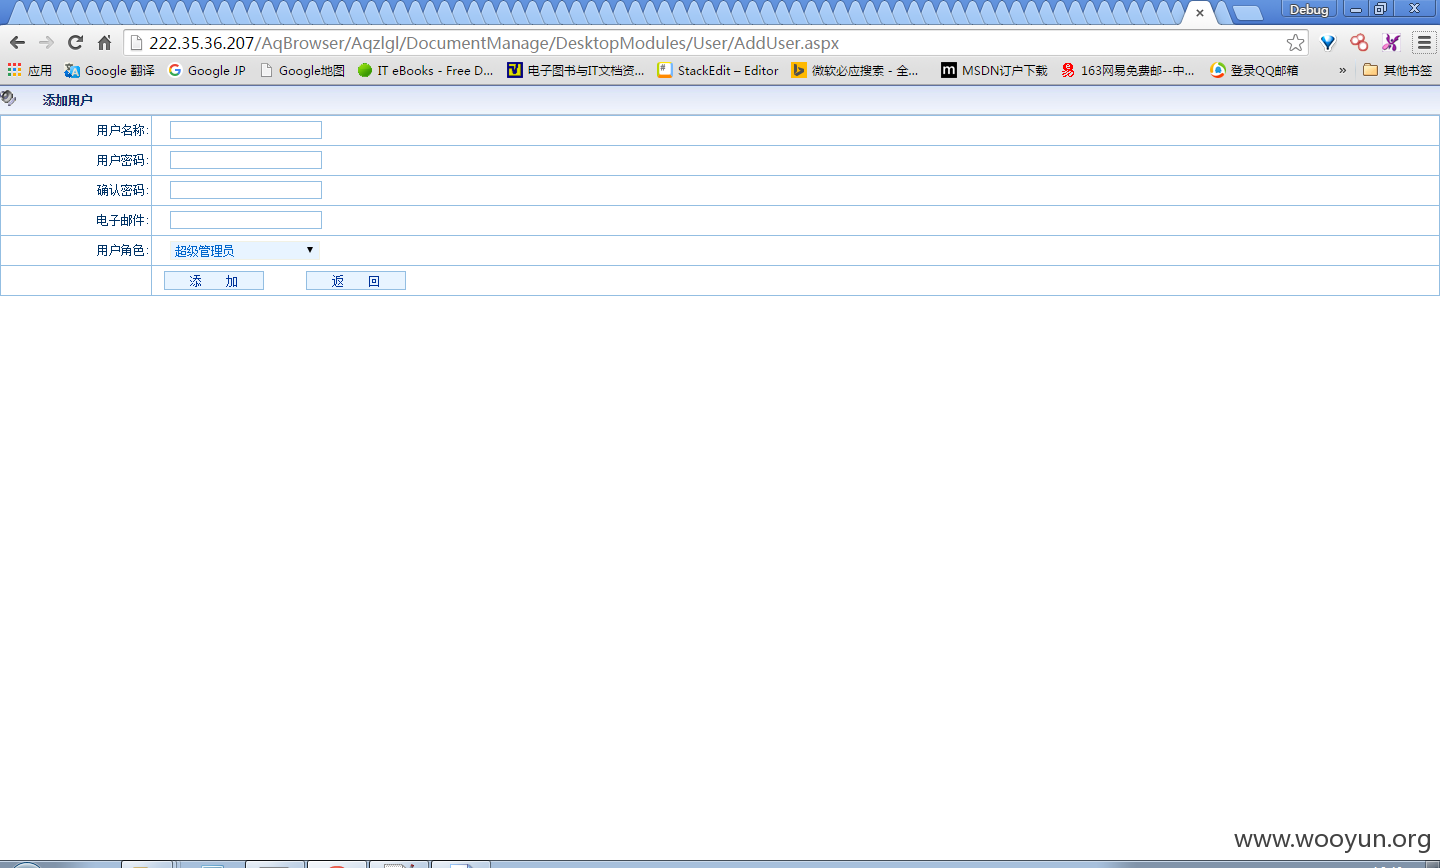 Debug
222.35.36.207/AqBrowser/Aqzlgl/DocumentManage/DesktopModules/User/AddUser.aspx
应用 Google 翻译 Google JP Google地图 IT eBooks - Free D... 电子图书与IT文档资... StackEdit – Editor 微软必应搜索 - 全... MSDN订户下载 163网易免费邮--中... 登录QQ邮箱 » 其他书签
添加用户
用户名称:
用户密码:
确认密码:
电子邮件:
用户角色: 超级管理员
添 加 返 回
www.wooyun.org